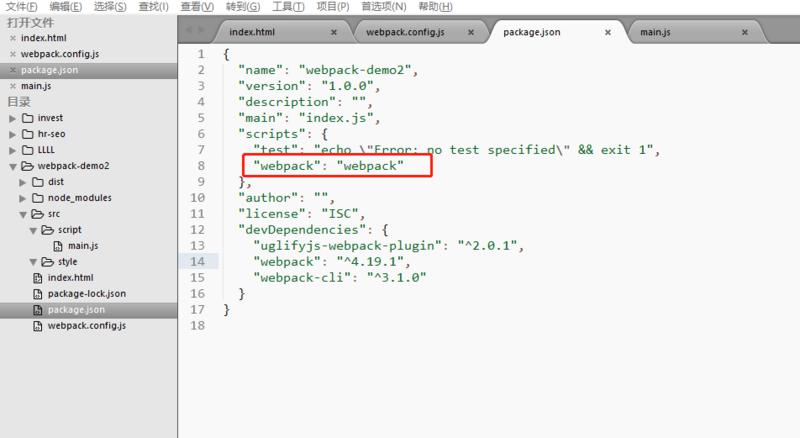 文件(F) 编辑(E) 选择(S) 查找(I) 查看(V) 转到(G) 工具(T) 项目(P) 首选项(N) 帮助(H)
打开文件
× index.html
× webpack.config.js
× package.json
× main.js
目录
invest
hr-seo
LLLL
webpack-demo2
dist
node_modules
src
script
main.js
style
index.html
package-lock.json
package.json
webpack.config.js
index.html × webpack.config.js × package.json × main.js ×
1 {
2 "name": "webpack-demo2",
3 "version": "1.0.0",
4 "description": "",
5 "main": "index.js",
6 "scripts": {
7 "test": "echo \"Error: no test specified\" && exit 1",
8 "webpack": "webpack"
9 },
10 "author": "",
11 "license": "ISC",
12 "devDependencies": {
13 "uglifyjs-webpack-plugin": "^2.0.1",
14 "webpack": "^4.19.1",
15 "webpack-cli": "^3.1.0"
16 }
17 }
18